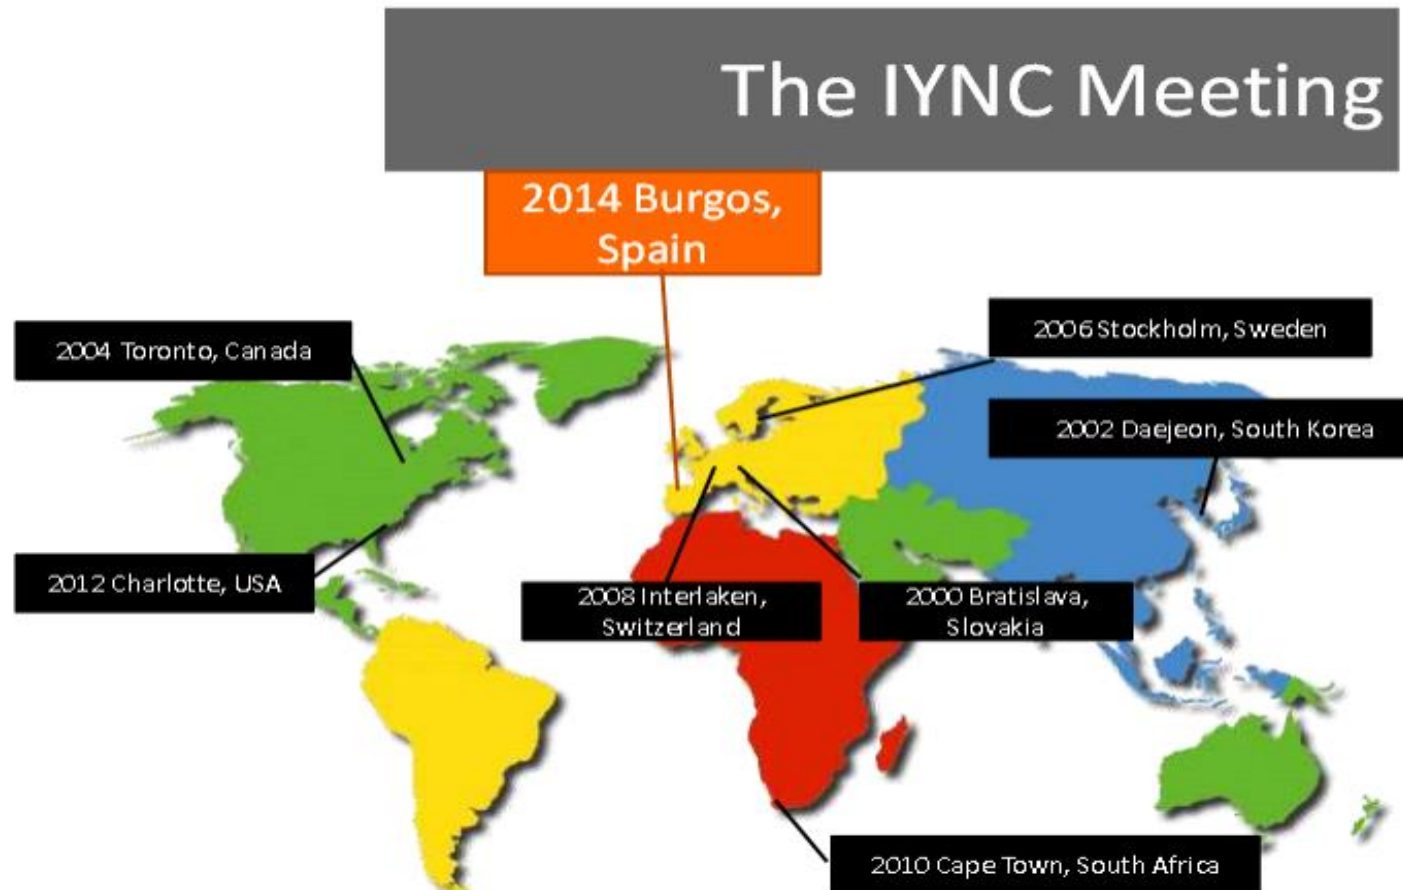 The IYNC Meeting
2014 Burgos,
Spain
2004 Toronto, Canada
2006 Stockholm, Sweden
2002 Daejeon, South Korea
2012 Charlotte, USA
2008 Interlaken,
Switzerland
2000 Bratislava,
Slovakia
2010 Cape Town, South Africa